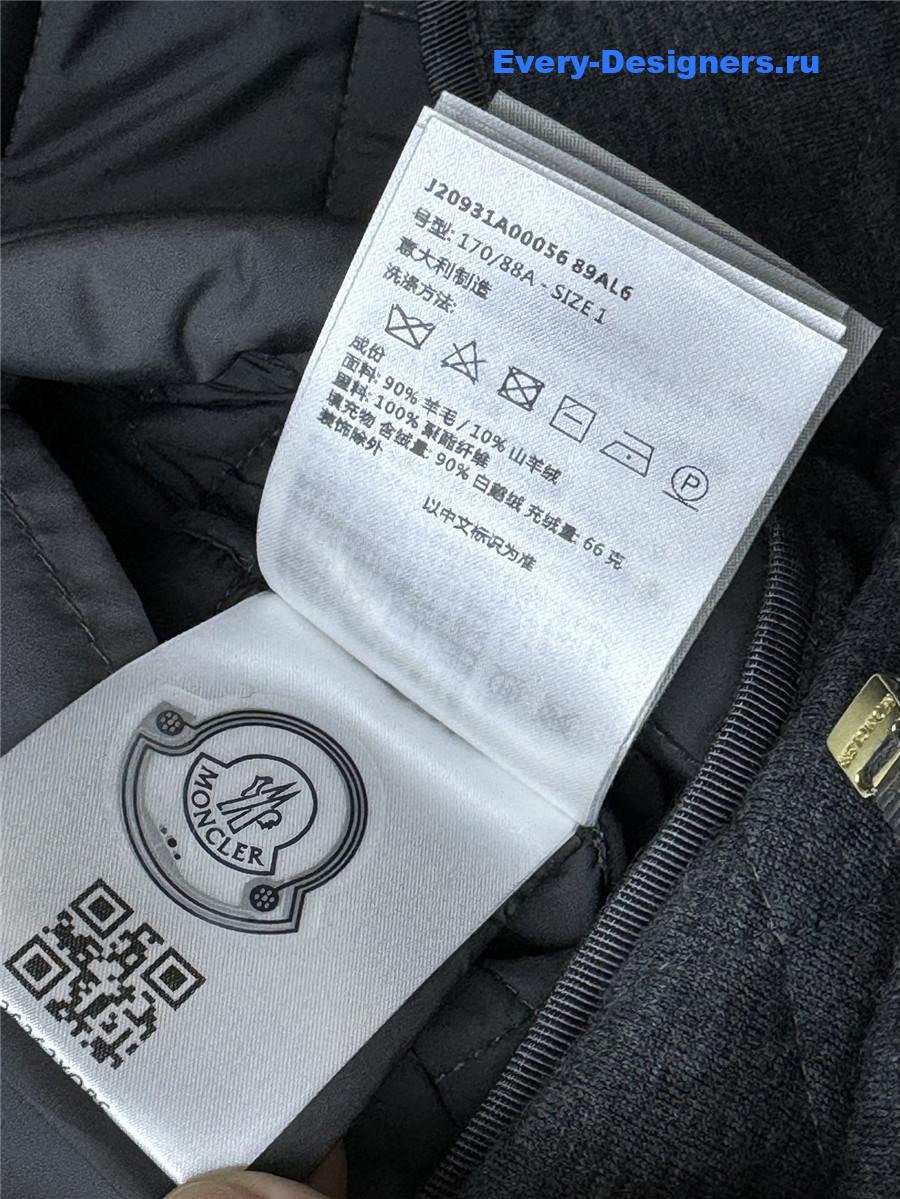 Every-Designers.ru
J20931A00056 89AL6
号型: 170/88A - SIZE 1
意大利制造
洗涤方法:
P
成份
面料: 90% 羊毛 / 10% 山羊绒
里料: 100% 聚酯纤维
填充物 含绒量: 90% 白鹅绒 充绒量: 66 克
装饰除外
以中文标识为准
MONCLER